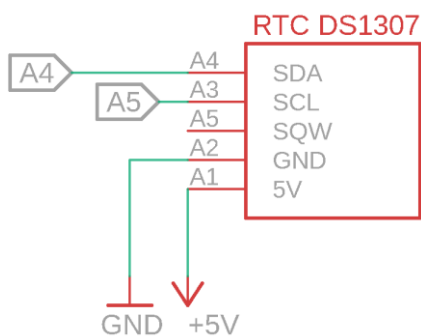 RTC DS1307
A4 A4 SDA
A5 A3 SCL
A5 SQW
A2 GND
A1 5V
GND +5V